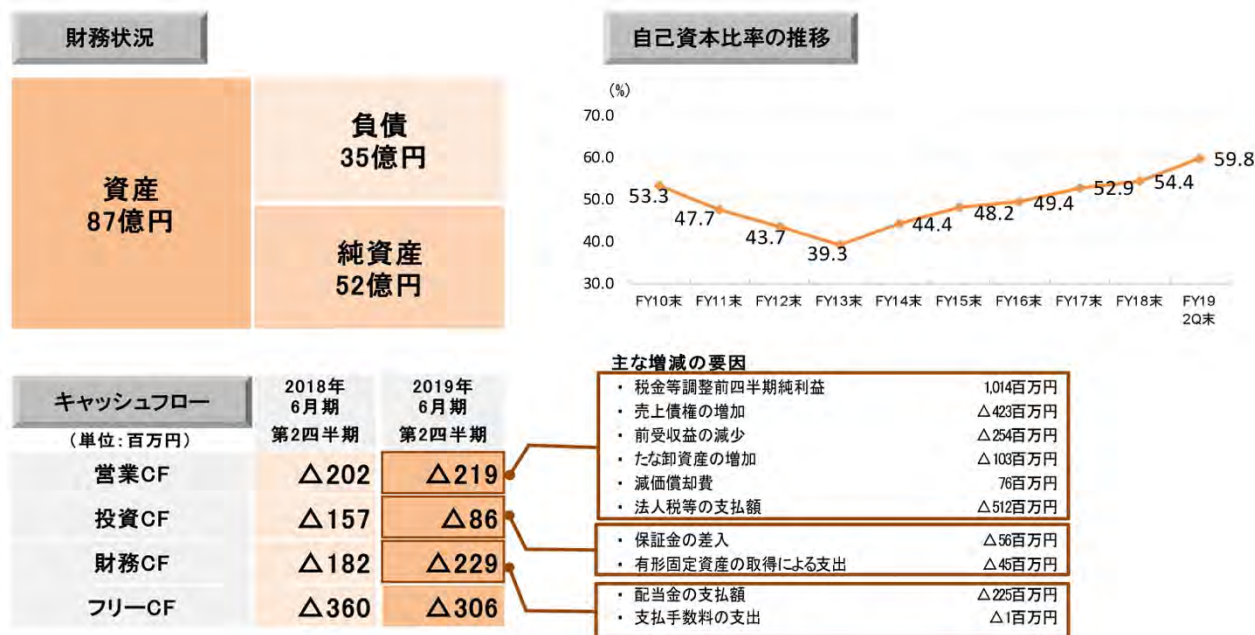 財務状況
資産
87億円
負債
35億円
純資産
52億円
自己資本比率の推移
(%)
70.0
60.0
50.0
40.0
30.0
53.3
47.7
43.7
39.3
44.4
48.2
49.4
52.9
54.4
59.8
FY10末 FY11末 FY12末 FY13末 FY14末 FY15末 FY16末 FY17末 FY18末 FY19
2Q末
キャッシュフロー
(単位:百万円)
2018年
6月期
第2四半期
2019年
6月期
第2四半期
営業CF △202 △219
投資CF △157 △86
財務CF △182 △229
フリーCF △360 △306
主な増減の要因
・ 税金等調整前四半期純利益 1,014百万円
・ 売上債権の増加 △423百万円
・ 前受収益の減少 △254百万円
・ たな卸資産の増加 △103百万円
・ 減価償却費 76百万円
・ 法人税等の支払額 △512百万円
・ 保証金の差入 △56百万円
・ 有形固定資産の取得による支出 △45百万円
・ 配当金の支払額 △225百万円
・ 支払手数料の支出 △1百万円